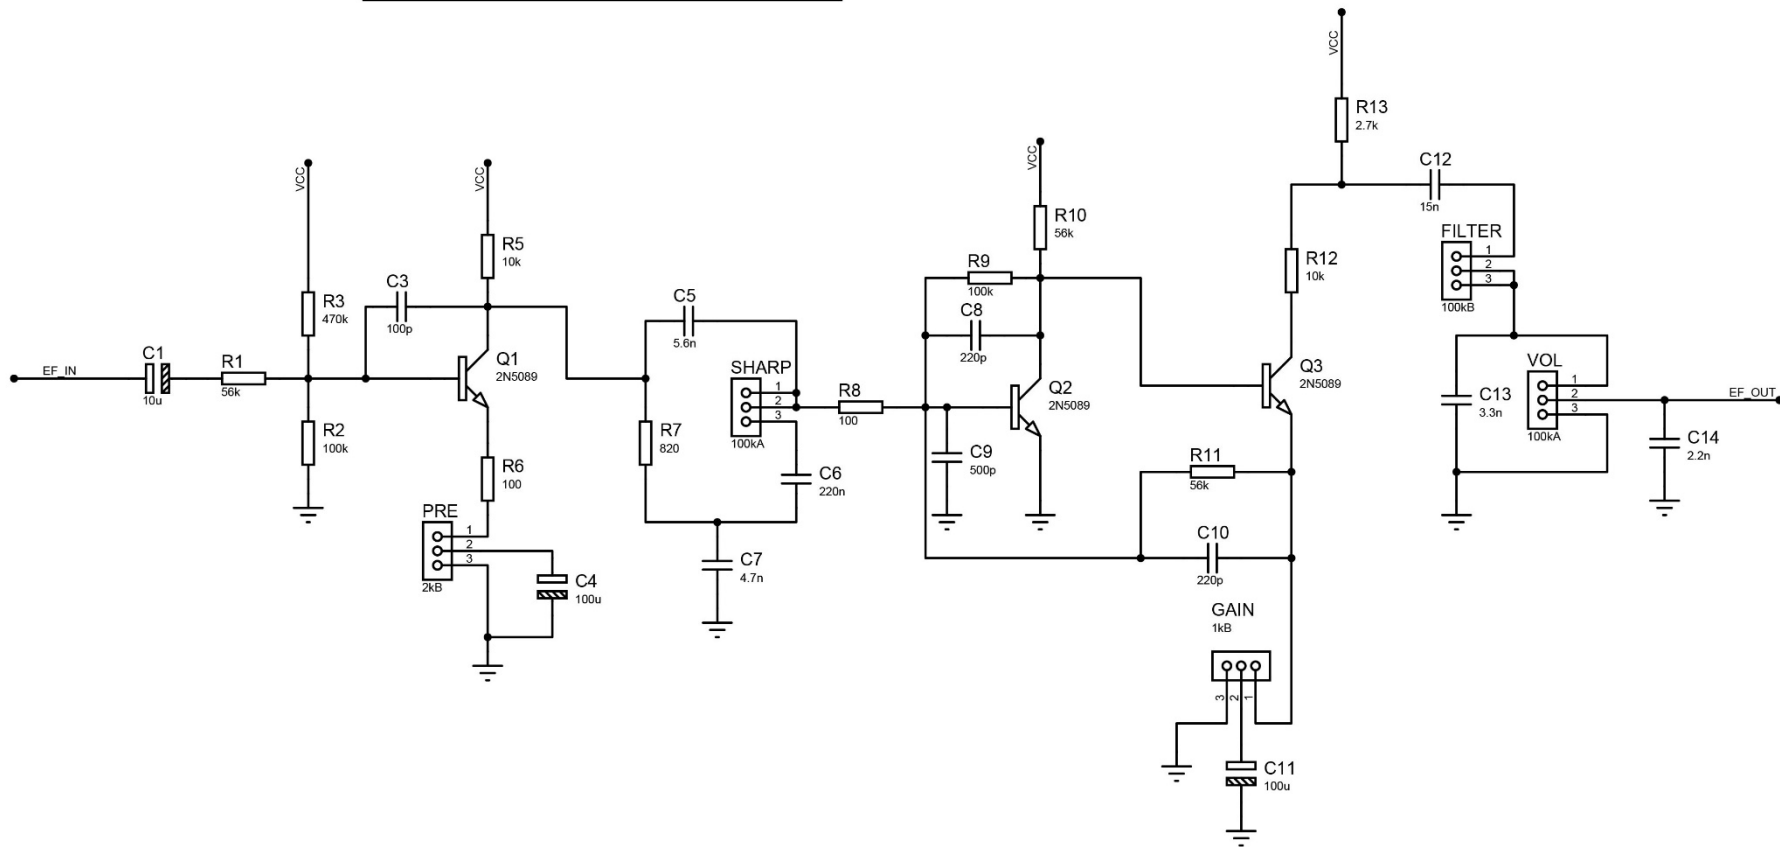 VCC
R13
2.7k
C12
15n
FILTER
1
2
3
100kB
VCC
VCC
VCC
R10
56k
R5
10k
R12
10k
R9
100k
C8
220p
R3
470k
C3
100p
C5
5.6n
EF_IN
C1
10u
R1
56k
Q1
2N5089
SHARP
1
2
3
100kA
R8
100
Q2
2N5089
Q3
2N5089
C13
3.3n
VOL
1
2
3
100kA
EF_OUT
C14
2.2n
R2
100k
R6
100
R7
820
C6
220n
C9
500p
R11
56k
PRE
1
2
3
2kB
C4
100u
C7
4.7n
C10
220p
GAIN
1kB
3
2
1
C11
100u